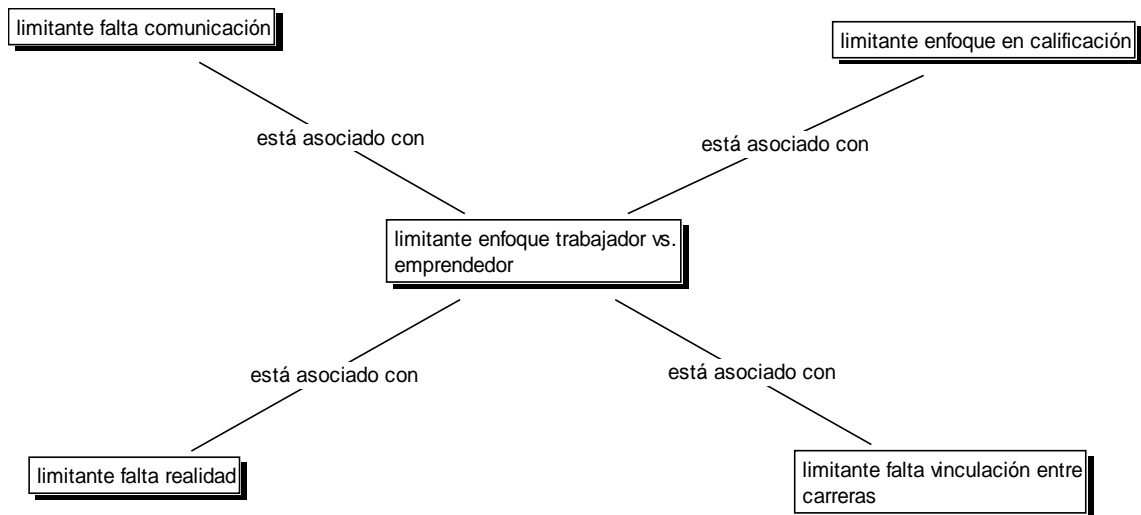 limitante falta comunicación
limitante enfoque en calificación
está asociado con
está asociado con
limitante enfoque trabajador vs.
emprendedor
está asociado con
está asociado con
limitante falta realidad
limitante falta vinculación entre
carreras